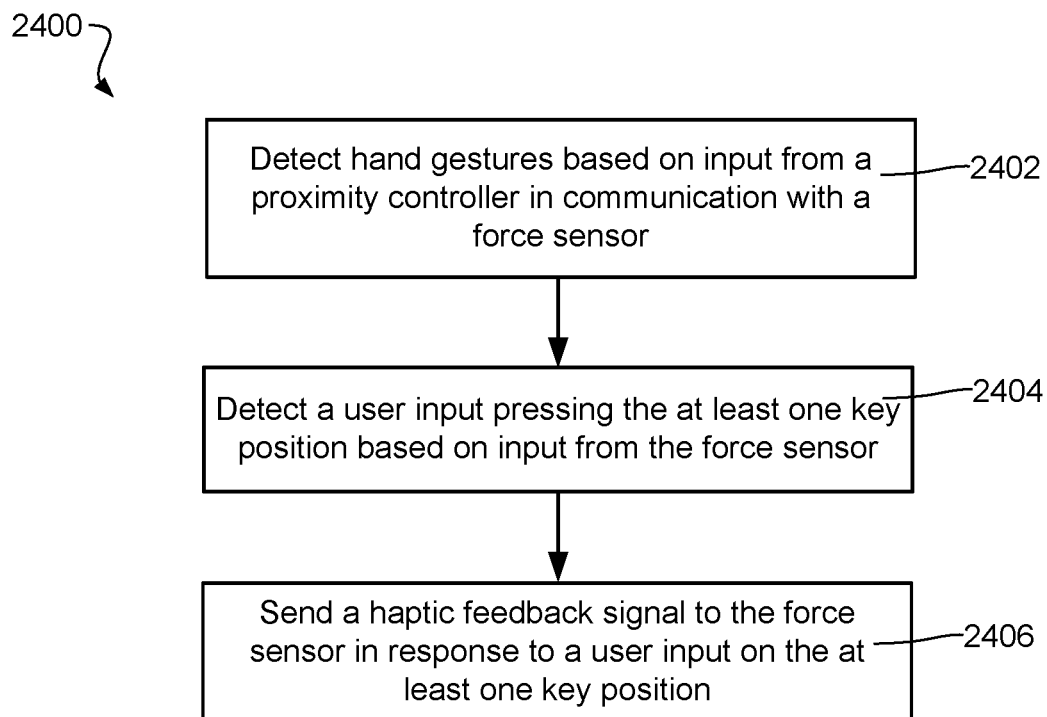 2400
Detect hand gestures based on input from a
proximity controller in communication with a
force sensor
2402
Detect a user input pressing the at least one key
position based on input from the force sensor
2404
Send a haptic feedback signal to the force
sensor in response to a user input on the at
least one key position
2406